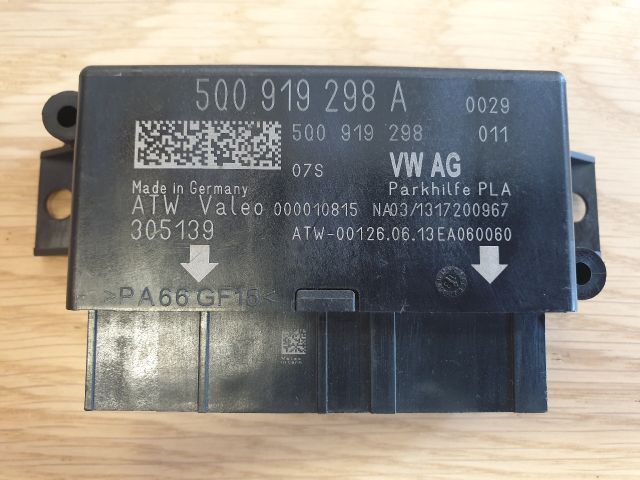 5Q0 919 298 A 0029
5Q0 919 298 011
07S VW AG
Made in Germany Parkhilfe PLA
ATW Valeo 000010815 NA03/1317200967
305139 ATW-00126.06.13EA060060
>PA66 GF15<
Valeo